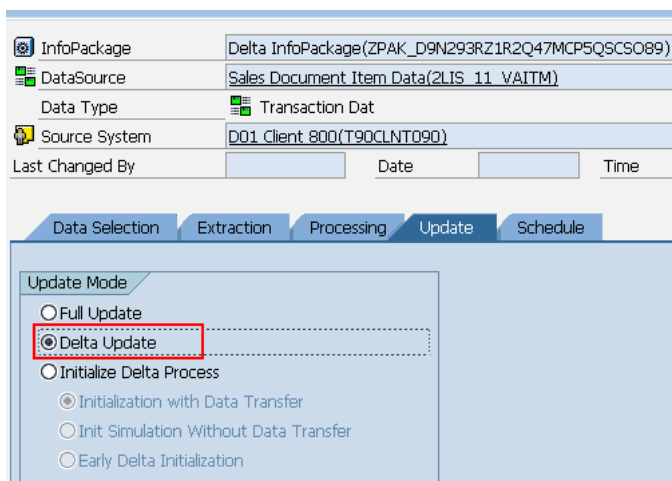 InfoPackage Delta InfoPackage(ZPAK_D9N293RZ1R2Q47MCP5QSCSO89)
DataSource Sales Document Item Data(2LIS_11_VAITM)
Data Type Transaction Dat
Source System D01 Client 800(T90CLNT090)
Last Changed By Date Time
Data Selection Extraction Processing Update Schedule
Update Mode
Full Update
Delta Update
Initialize Delta Process
Initialization with Data Transfer
Init Simulation Without Data Transfer
Early Delta Initialization